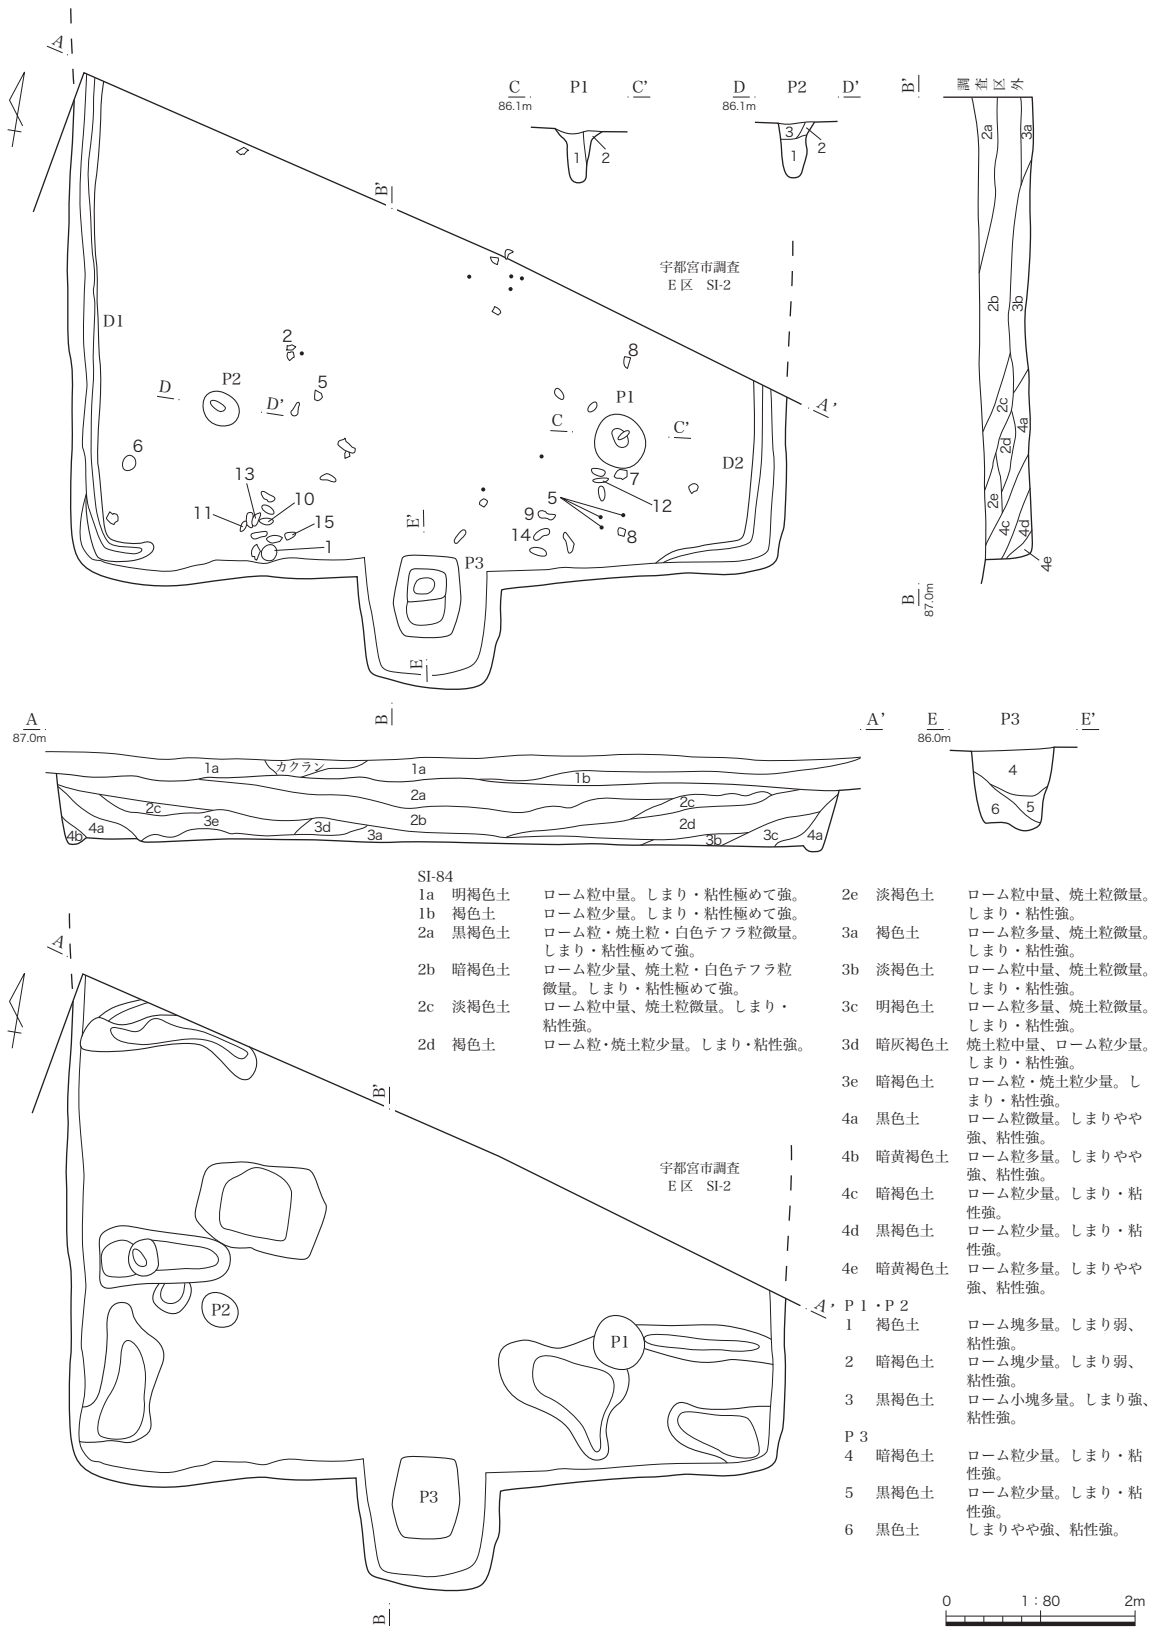 A
C
P1
C'
86.1m
1
2
D
P2
D'
86.1m
3
1
2
B'
調査区外
2a
3a
2b
3b
2c
4a
2d
2e
4c
4d
4e
B
87.0m
B'
宇都宮市調査
E 区　SI-2
D1
2
8
D
P2
5
D'
P1
C
C'
A'
6
D2
13
10
11
15
1
7
12
5
9
14
8
E'
P3
E
B
A
87.0m
A'
1a
カクラン
1a
1b
2a
2c
2c
2b
3e
3d
3a
2d
3b
3c
4a
4b
4a
E
P3
E'
86.0m
4
6
5
SI-84
1a　明褐色土　ローム粒中量。しまり・粘性極めて強。
1b　褐色土　ローム粒少量。しまり・粘性極めて強。
2a　黒褐色土　ローム粒・焼土粒・白色テフラ粒微量。
しまり・粘性極めて強。
2b　暗褐色土　ローム粒少量、焼土粒・白色テフラ粒
微量。しまり・粘性極めて強。
2c　淡褐色土　ローム粒中量、焼土粒微量。しまり・
粘性強。
2d　褐色土　ローム粒・焼土粒少量。しまり・粘性強。
2e　淡褐色土　ローム粒中量、焼土粒微量。
しまり・粘性強。
3a　褐色土　ローム粒多量、焼土粒微量。
しまり・粘性強。
3b　淡褐色土　ローム粒中量、焼土粒微量。
しまり・粘性強。
3c　明褐色土　ローム粒多量、焼土粒微量。
しまり・粘性強。
3d　暗灰褐色土　焼土粒中量、ローム粒少量。
しまり・粘性強。
3e　暗褐色土　ローム粒・焼土粒少量。し
まり・粘性強。
4a　黒色土　ローム粒微量。しまりやや
強、粘性強。
4b　暗黄褐色土　ローム粒多量。しまりやや
強、粘性強。
4c　暗褐色土　ローム粒少量。しまり・粘
性強。
4d　黒褐色土　ローム粒少量。しまり・粘
性強。
4e　暗黄褐色土　ローム粒多量。しまりやや
強、粘性強。
P 1・P 2
1　褐色土　ローム塊多量。しまり弱、
粘性強。
2　暗褐色土　ローム塊少量。しまり弱、
粘性強。
3　黒褐色土　ローム小塊多量。しまり強、
粘性強。
P 3
4　暗褐色土　ローム粒少量。しまり・粘
性強。
5　黒褐色土　ローム粒少量。しまり・粘
性強。
6　黒色土　しまりやや強、粘性強。
A
B'
宇都宮市調査
E 区　SI-2
A'
P2
P1
P3
B
0　1：80　2m